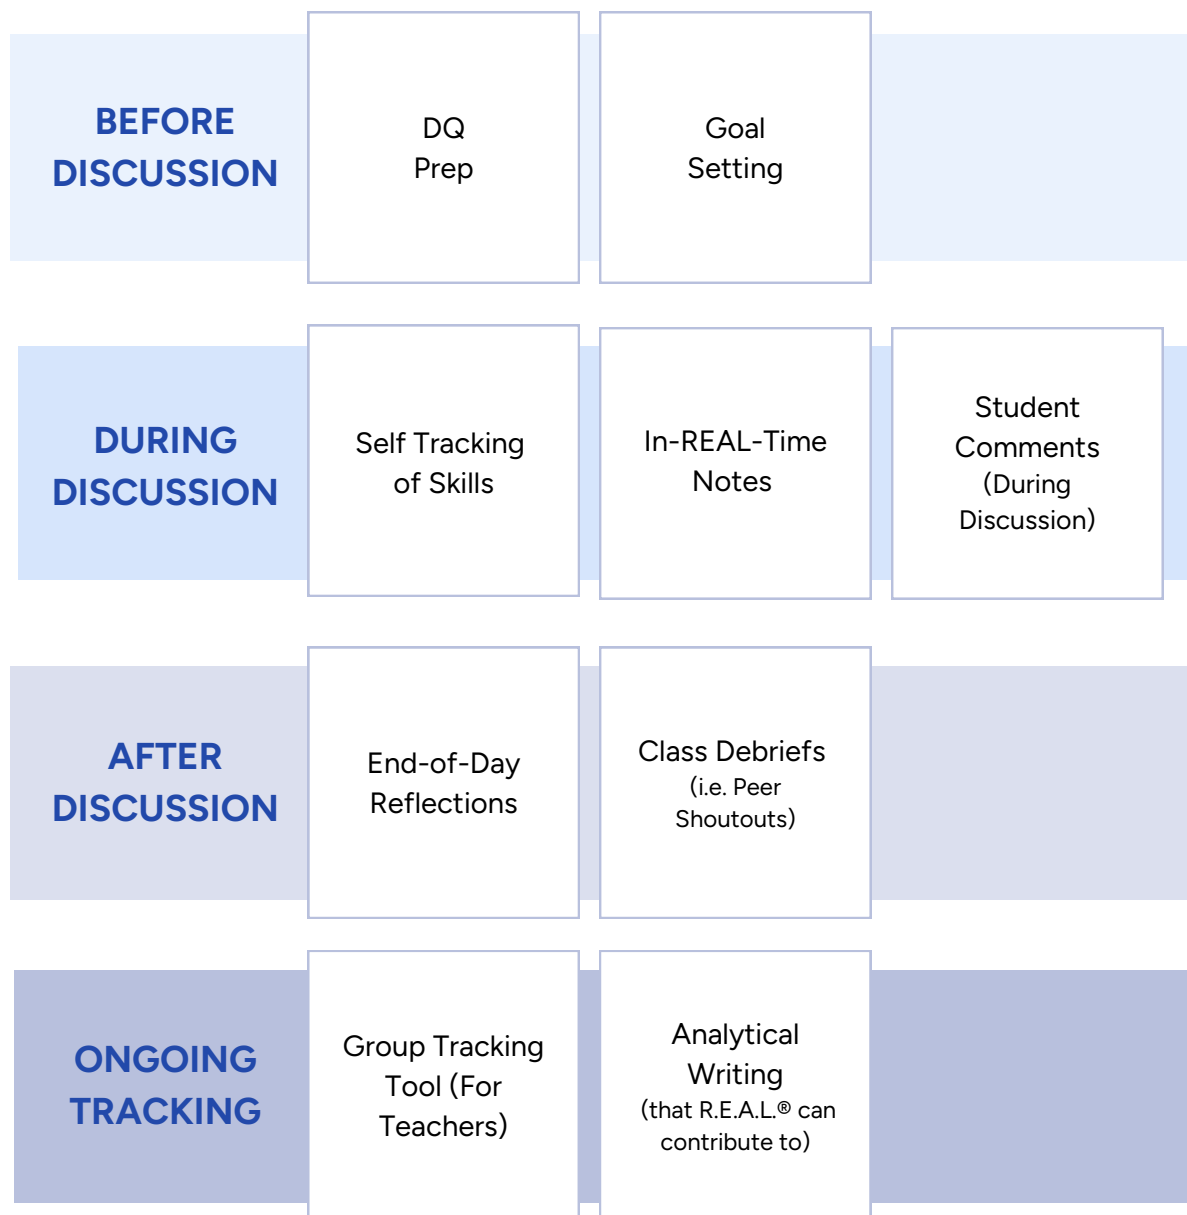 BEFORE
DISCUSSION
DQ
Prep
Goal
Setting
DURING
DISCUSSION
Self Tracking
of Skills
In-REAL-Time
Notes
Student
Comments
(During
Discussion)
AFTER
DISCUSSION
End-of-Day
Reflections
Class Debriefs
(i.e. Peer
Shoutouts)
ONGOING
TRACKING
Group Tracking
Tool (For
Teachers)
Analytical
Writing
(that R.E.A.L.® can
contribute to)